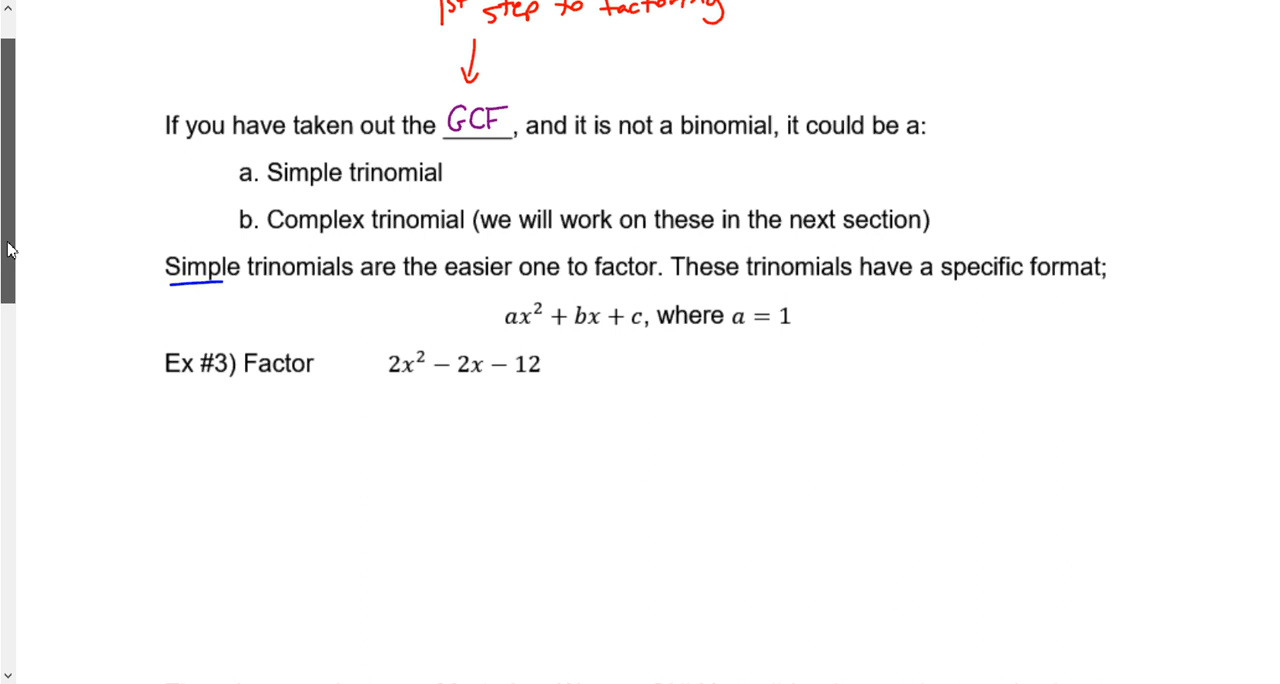 1st step to factoring
If you have taken out the GCF, and it is not a binomial, it could be a:
a. Simple trinomial
b. Complex trinomial (we will work on these in the next section)
Simple trinomials are the easier one to factor. These trinomials have a specific format;
ax² + bx + c, where a = 1
Ex #3) Factor 2x² − 2x − 12